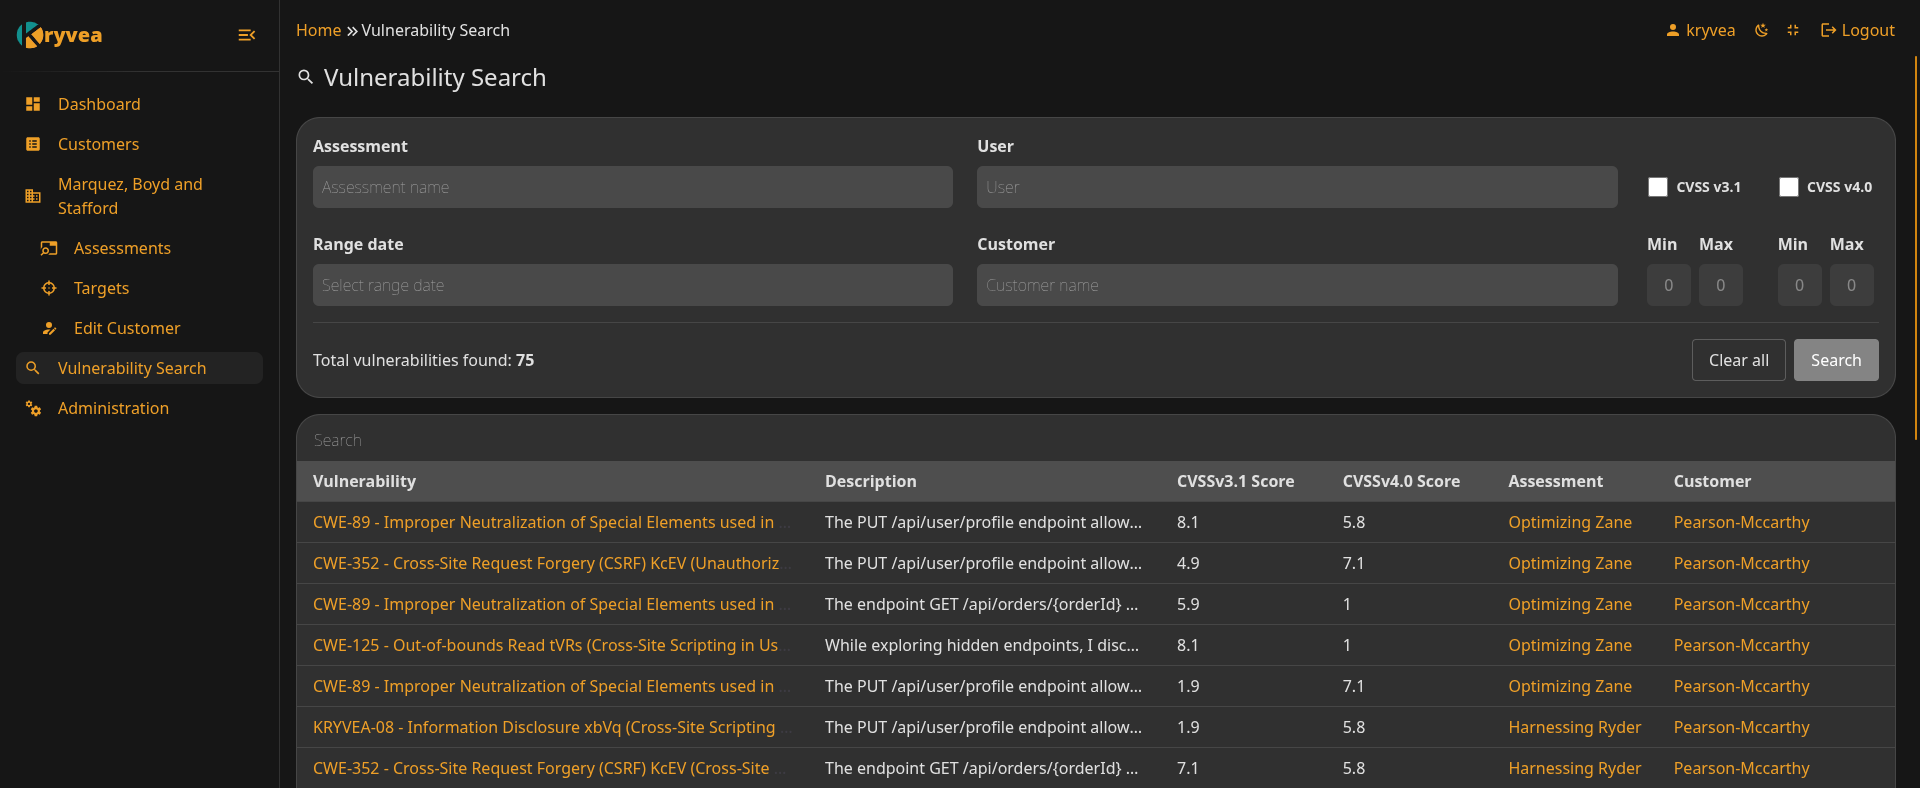 Kryvea
Home » Vulnerability Search
kryvea
Logout
Dashboard
Customers
Marquez, Boyd and
Stafford
Assessments
Targets
Edit Customer
Vulnerability Search
Administration
Vulnerability Search
Assessment
User
Assessment name
User
CVSS v3.1
CVSS v4.0
Range date
Customer
Min Max
Min Max
Select range date
Customer name
0 0
0 0
Total vulnerabilities found: 75
Clear all
Search
Search
Vulnerability Description CVSSv3.1 Score CVSSv4.0 Score Assessment Customer
CWE-89 - Improper Neutralization of Special Elements used in ... The PUT /api/user/profile endpoint allow... 8.1 5.8 Optimizing Zane Pearson-Mccarthy
CWE-352 - Cross-Site Request Forgery (CSRF) KcEV (Unauthoriz... The PUT /api/user/profile endpoint allow... 4.9 7.1 Optimizing Zane Pearson-Mccarthy
CWE-89 - Improper Neutralization of Special Elements used in ... The endpoint GET /api/orders/{orderId} ... 5.9 1 Optimizing Zane Pearson-Mccarthy
CWE-125 - Out-of-bounds Read tVRs (Cross-Site Scripting in Us... While exploring hidden endpoints, I disc... 8.1 1 Optimizing Zane Pearson-Mccarthy
CWE-89 - Improper Neutralization of Special Elements used in ... The PUT /api/user/profile endpoint allow... 1.9 7.1 Optimizing Zane Pearson-Mccarthy
KRYVEA-08 - Information Disclosure xbVq (Cross-Site Scripting ... The PUT /api/user/profile endpoint allow... 1.9 5.8 Harnessing Ryder Pearson-Mccarthy
CWE-352 - Cross-Site Request Forgery (CSRF) KcEV (Cross-Site ... The endpoint GET /api/orders/{orderId} ... 7.1 5.8 Harnessing Ryder Pearson-Mccarthy